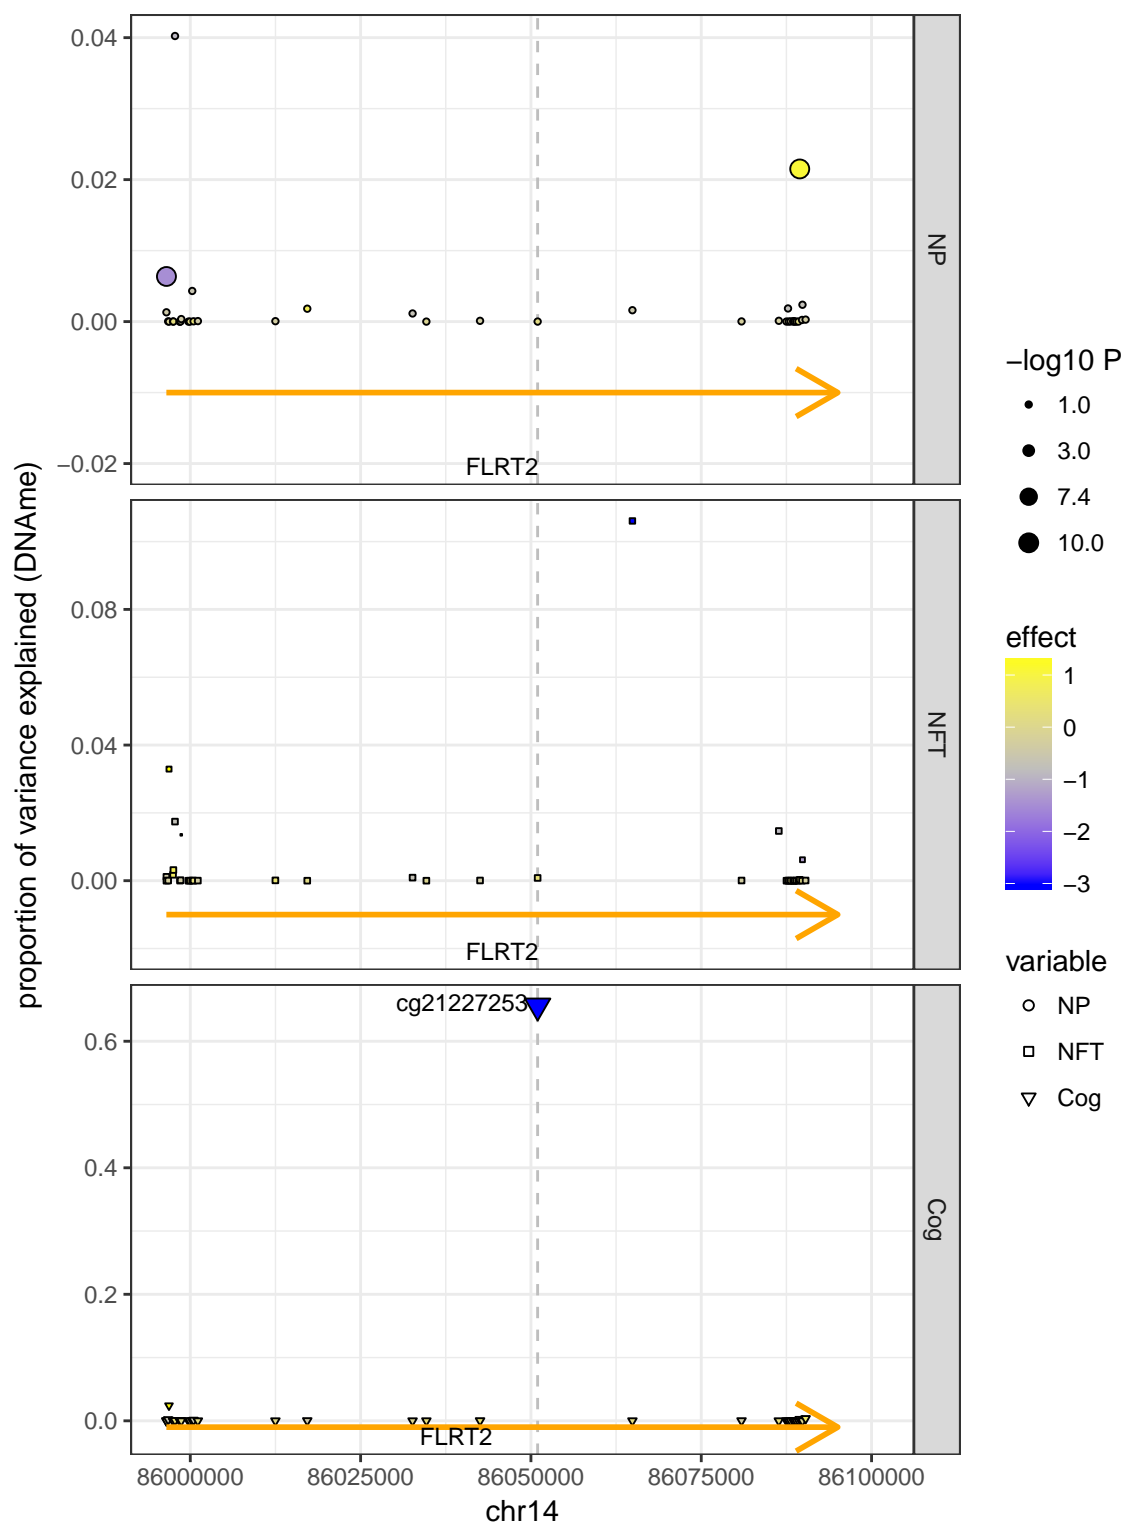 proportion of variance explained (DNAme)
0.04
0.02
0.00
−0.02
FLRT2
NP
0.08
0.04
0.00
FLRT2
NFT
cg21227253
0.6
0.4
0.2
0.0
FLRT2
Cog
86000000 86025000 86050000 86075000 86100000
chr14
−log10 P
1.0
3.0
7.4
10.0
effect
1
0
−1
−2
−3
variable
NP
NFT
Cog